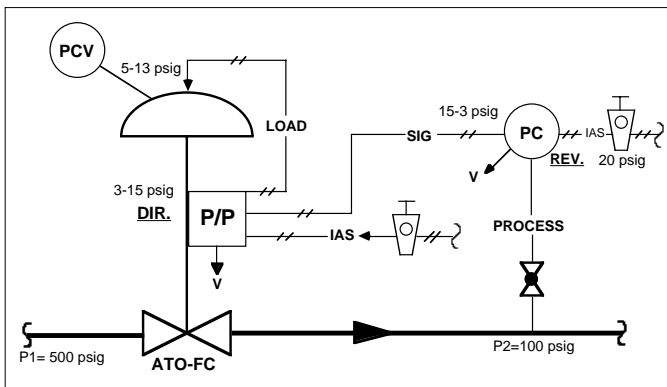 PCV
5-13 psig
LOAD
15-3 psig
PC
IAS
20 psig
SIG
REV.
V
3-15 psig
DIR.
P/P
IAS
PROCESS
V
P1= 500 psig
ATO-FC
P2=100 psig